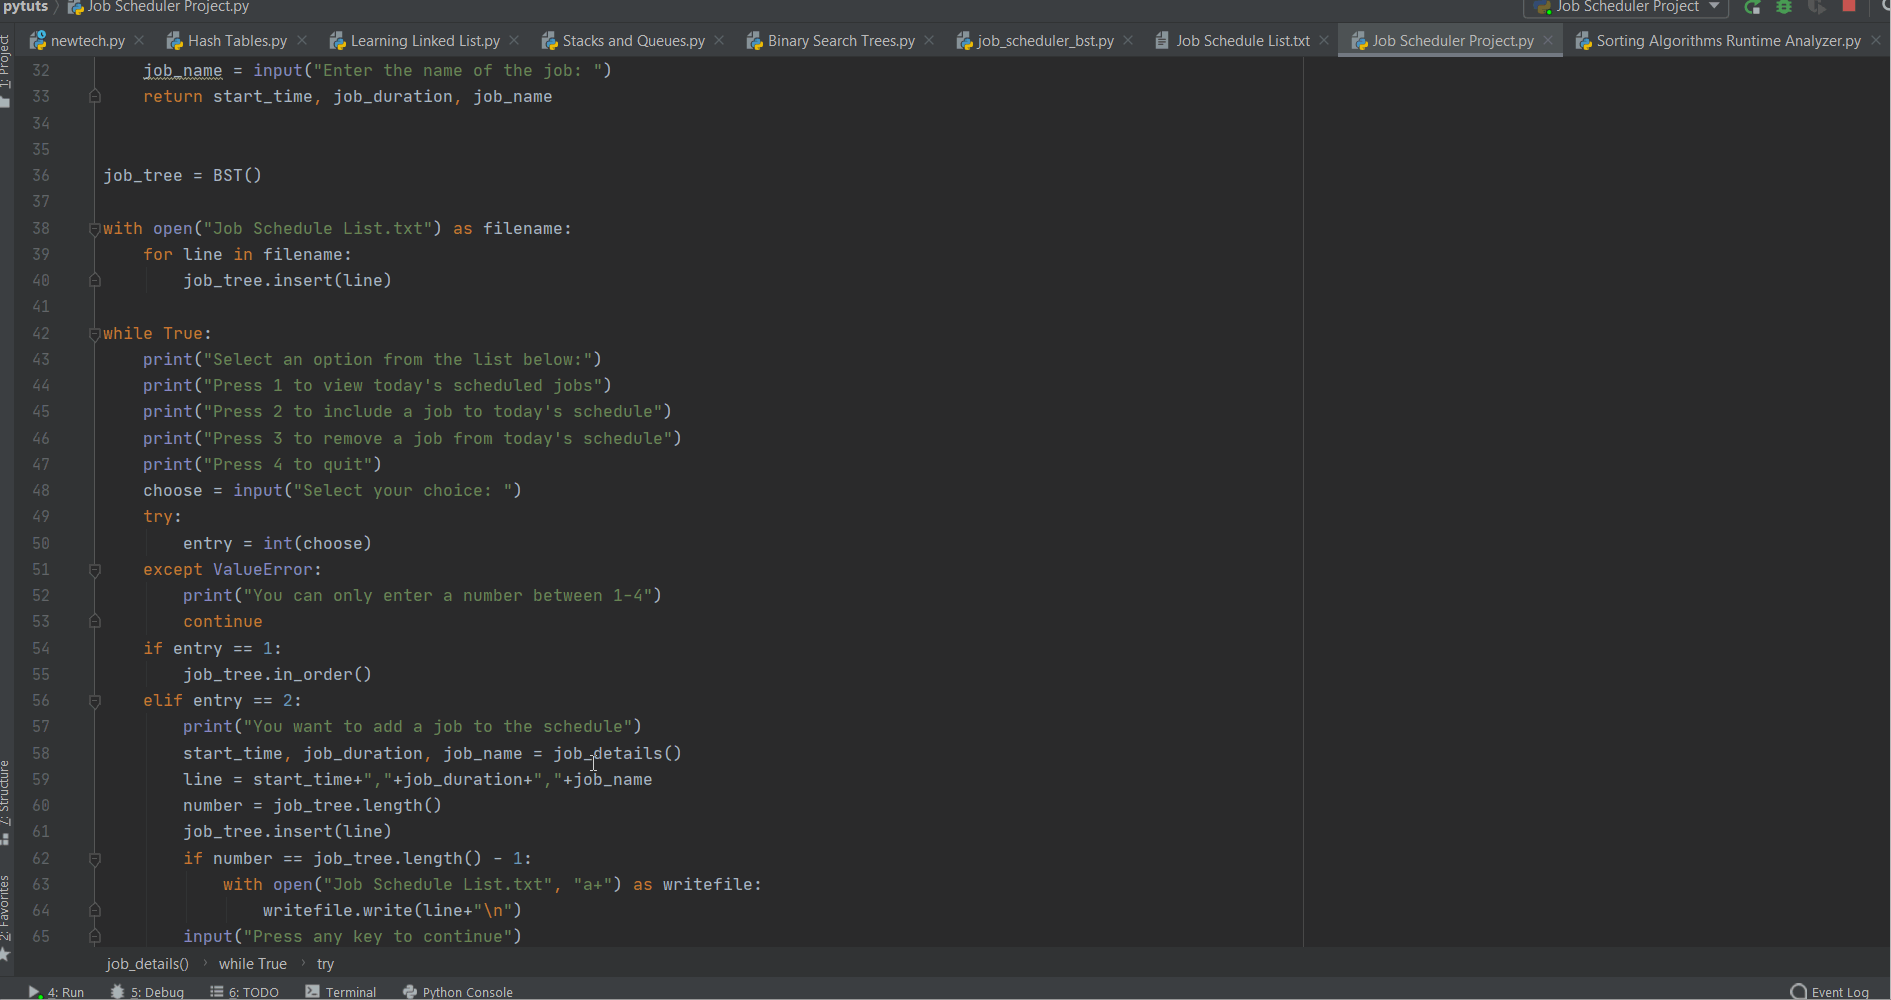 pytuts Job Scheduler Project.py Job Scheduler Project
newtech.py Hash Tables.py Learning Linked List.py Stacks and Queues.py Binary Search Trees.py job_scheduler_bst.py Job Schedule List.txt Job Scheduler Project.py Sorting Algorithms Runtime Analyzer.py
1: Project
32 job_name = input("Enter the name of the job: ")
33 return start_time, job_duration, job_name
34
35
36 job_tree = BST()
37
38 with open("Job Schedule List.txt") as filename:
39 for line in filename:
40 job_tree.insert(line)
41
42 while True:
43 print("Select an option from the list below:")
44 print("Press 1 to view today's scheduled jobs")
45 print("Press 2 to include a job to today's schedule")
46 print("Press 3 to remove a job from today's schedule")
47 print("Press 4 to quit")
48 choose = input("Select your choice: ")
49 try:
50 entry = int(choose)
51 except ValueError:
52 print("You can only enter a number between 1-4")
53 continue
54 if entry == 1:
55 job_tree.in_order()
56 elif entry == 2:
57 print("You want to add a job to the schedule")
58 start_time, job_duration, job_name = job_details()
59 line = start_time+","+job_duration+","+job_name
60 number = job_tree.length()
61 job_tree.insert(line)
62 if number == job_tree.length() - 1:
63 with open("Job Schedule List.txt", "a+") as writefile:
64 writefile.write(line+"\n")
65 input("Press any key to continue")
7: Structure
2: Favorites
job_details() › while True › try
4: Run 5: Debug 6: TODO Terminal Python Console Event Log